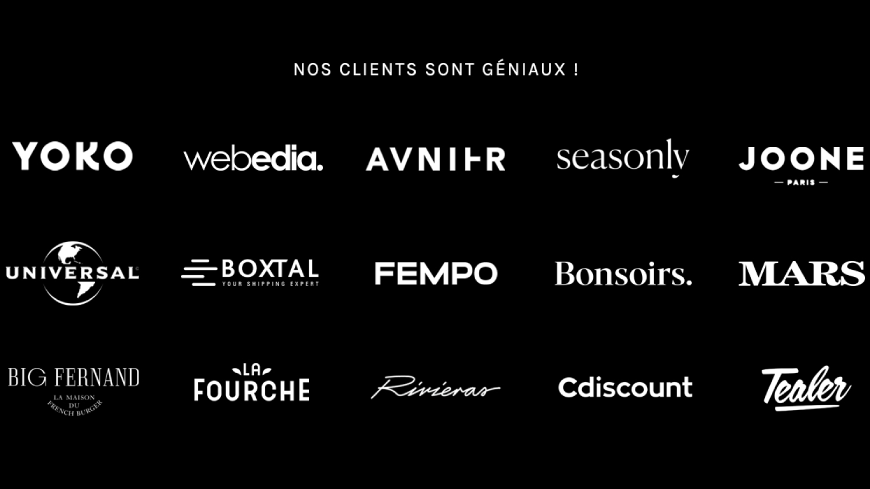 NOS CLIENTS SONT GÉNIAUX !
YOKO
webedia.
AVNIER
seasonly
JOONE
PARIS
UNIVERSAL
BOXTAL
YOUR SHIPPING EXPERT
FEMPO
Bonsoirs.
MARS
BIG FERNAND
LA MAISON
DU
FRENCH BURGER
LA
FOURCHE
Rivieras
Cdiscount
Tealer